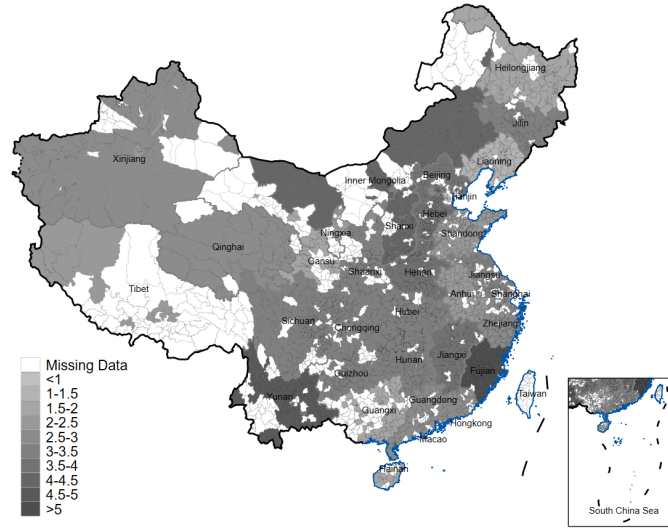 Heilongjiang
Jilin
Liaoning
Xinjiang
Inner Mongolia
Beijing
Tianjin
Hebei
Shanxi
Ningxia
Shandong
Qinghai
Gansu
Shaanxi
Henan
Jiangsu
Tibet
Anhui
Shanghai
Hubei
Sichuan
Chongqing
Zhejiang
Hunan
Jiangxi
Guizhou
Fujian
Yunan
Guangdong
Taiwan
Guangxi
Hongkong
Macao
Hainan
Missing Data
<1
1-1.5
1.5-2
2-2.5
2.5-3
3-3.5
3.5-4
4-4.5
4.5-5
>5
South China Sea